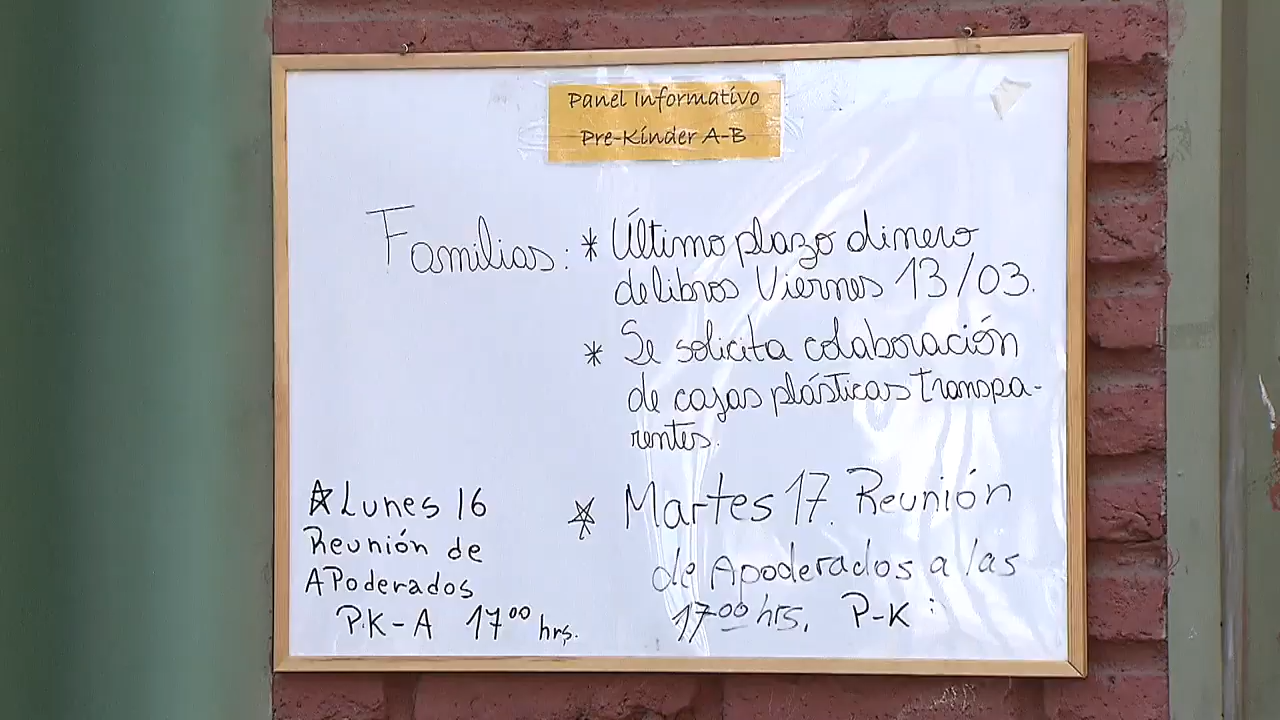 Panel Informativo
Pre-Kinder A-B
Familias: * Último plazo dinero
de libros Viernes 13/03.
* Se solicita colaboración
de cajas plásticas transpa-
rentes.
☆ Lunes 16
Reunión de
APoderados
P.K-A 17⁰⁰ hrs.
☆ Martes 17. Reunión
de Apoderados a las
17⁰⁰ hrs. P-K :